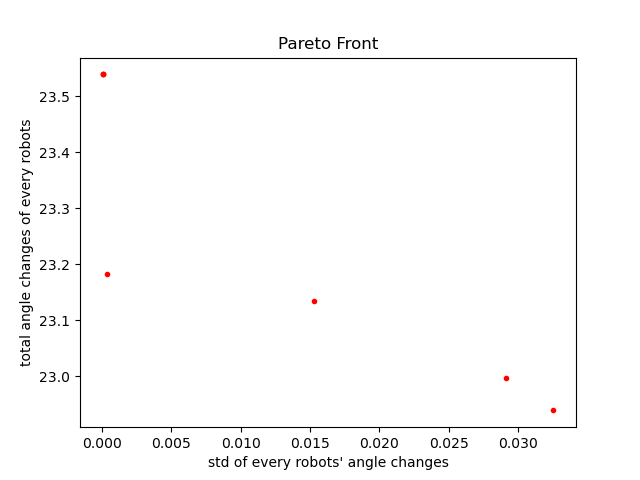 Pareto Front
total angle changes of every robots
23.5
23.4
23.3
23.2
23.1
23.0
0.000 0.005 0.010 0.015 0.020 0.025 0.030
std of every robots' angle changes